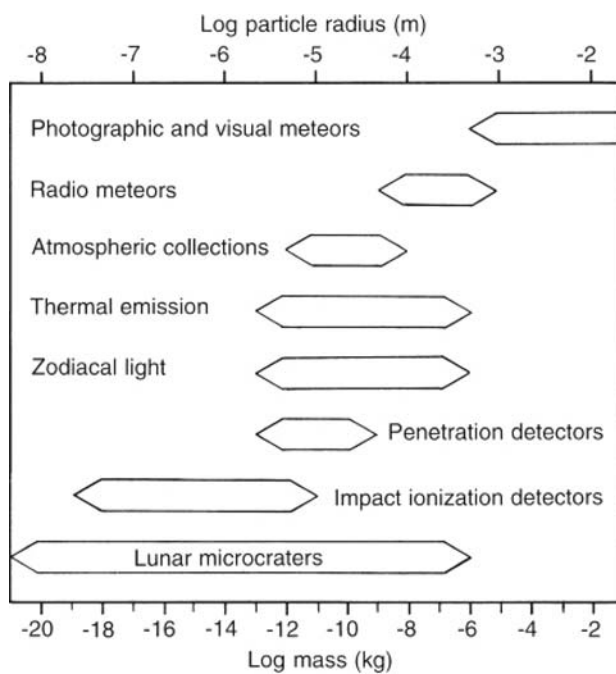 Log particle radius (m)
-8 -7 -6 -5 -4 -3 -2
Photographic and visual meteors
Radio meteors
Atmospheric collections
Thermal emission
Zodiacal light
Penetration detectors
Impact ionization detectors
Lunar microcraters
-20 -18 -16 -14 -12 -10 -8 -6 -4 -2
Log mass (kg)